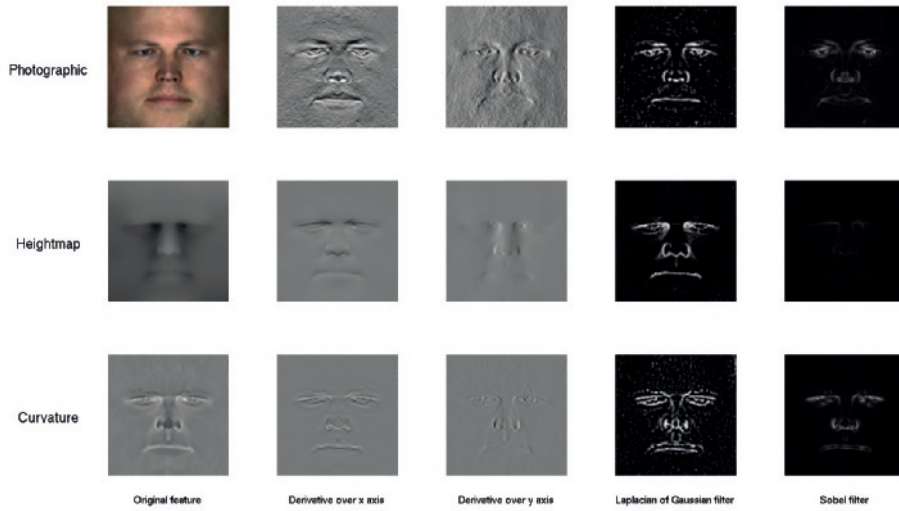 Photographic
Heightmap
Curvature
Original feature
Derivative over x axis
Derivative over y axis
Laplacian of Gaussian filter
Sobel filter